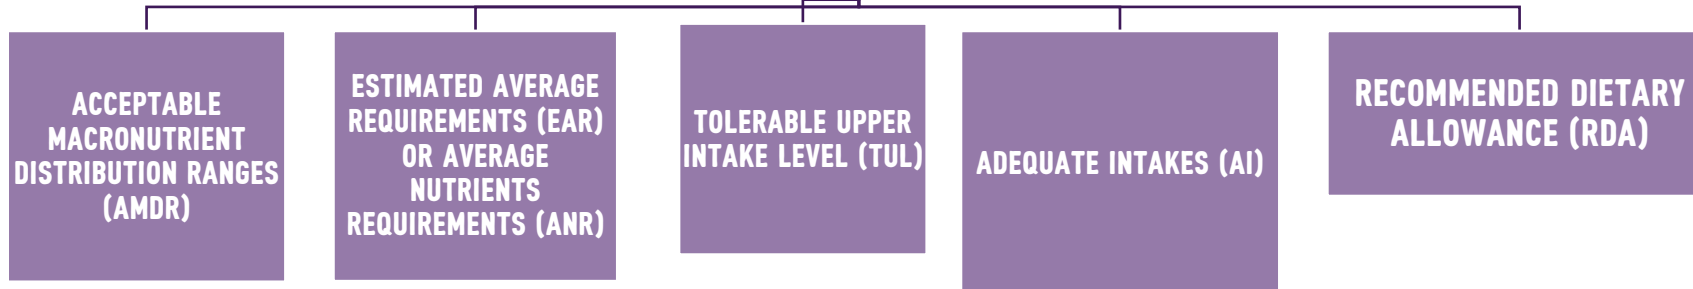 ACCEPTABLE
MACRONUTRIENT
DISTRIBUTION RANGES
(AMDR)
ESTIMATED AVERAGE
REQUIREMENTS (EAR)
OR AVERAGE
NUTRIENTS
REQUIREMENTS (ANR)
TOLERABLE UPPER
INTAKE LEVEL (TUL)
ADEQUATE INTAKES (AI)
RECOMMENDED DIETARY
ALLOWANCE (RDA)